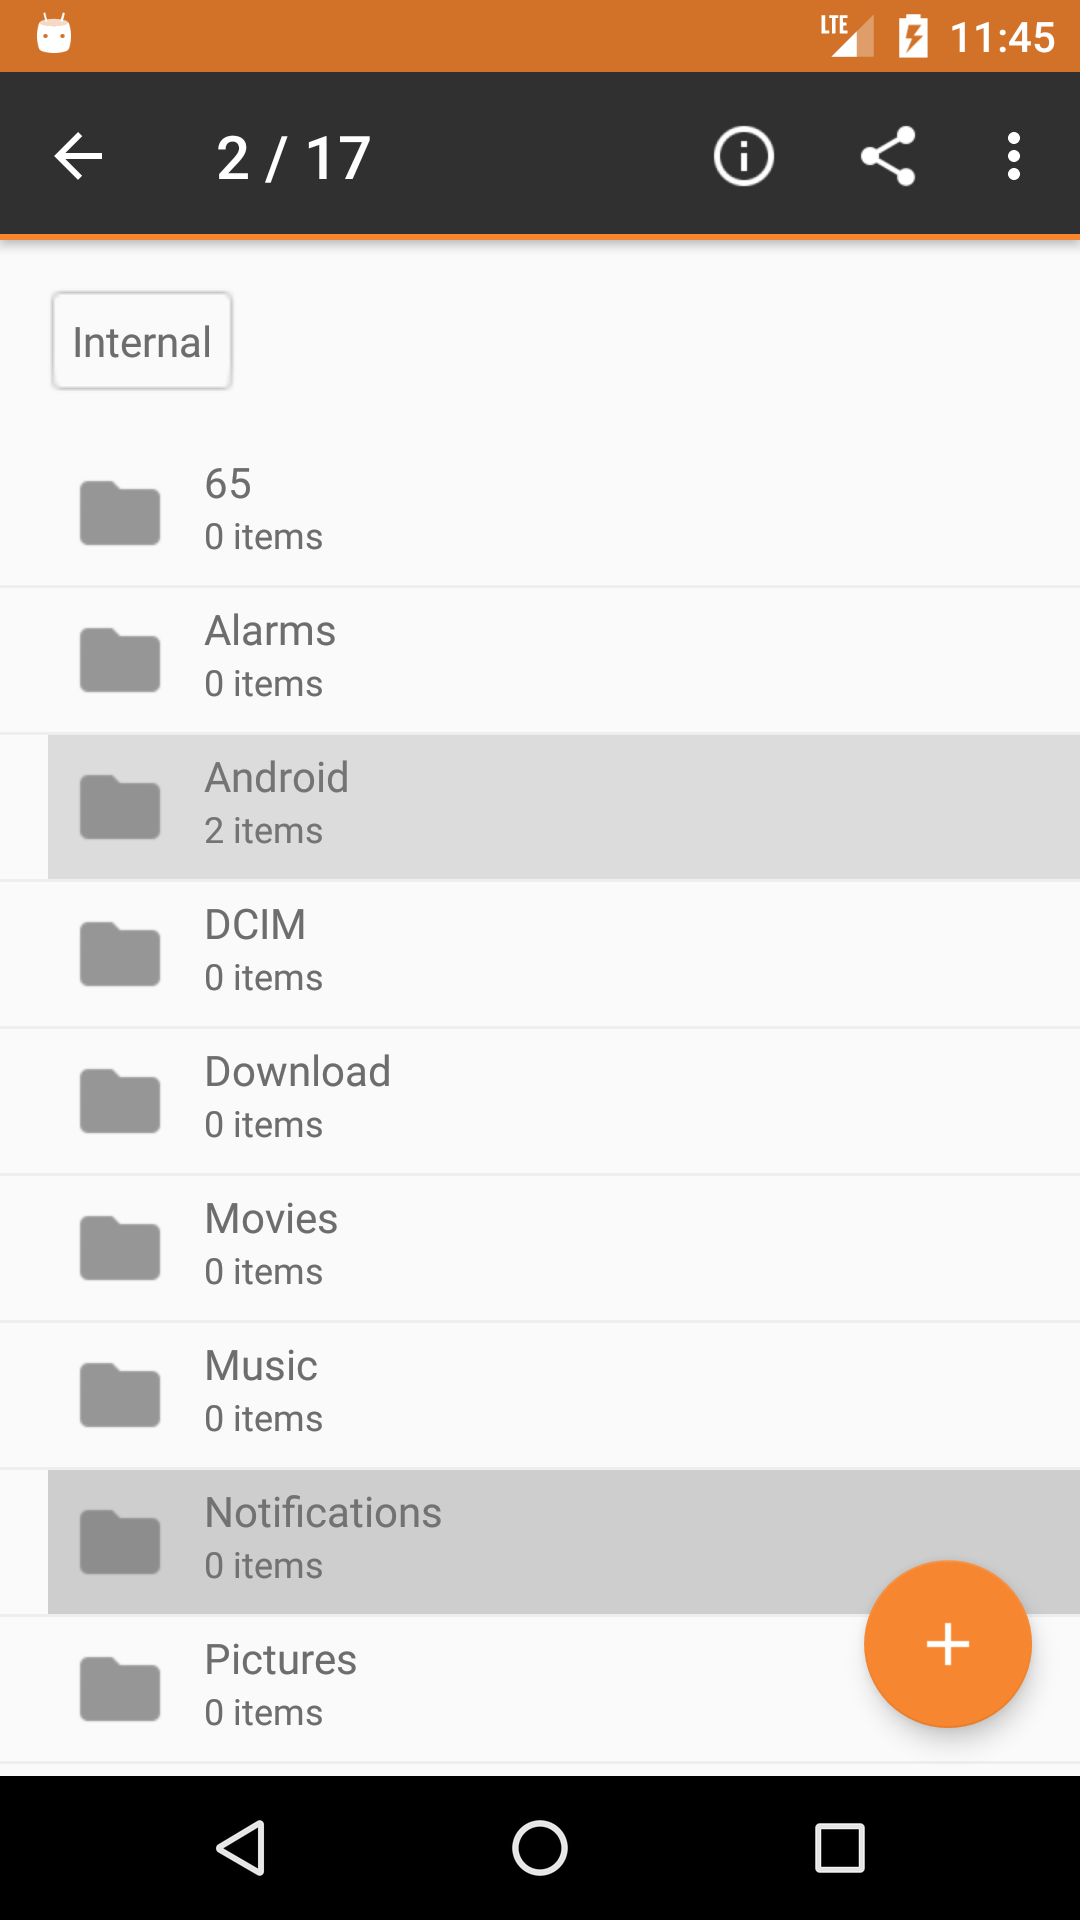 LTE 11:45
2 / 17
Internal
65
0 items
Alarms
0 items
Android
2 items
DCIM
0 items
Download
0 items
Movies
0 items
Music
0 items
Notifications
0 items
Pictures
0 items